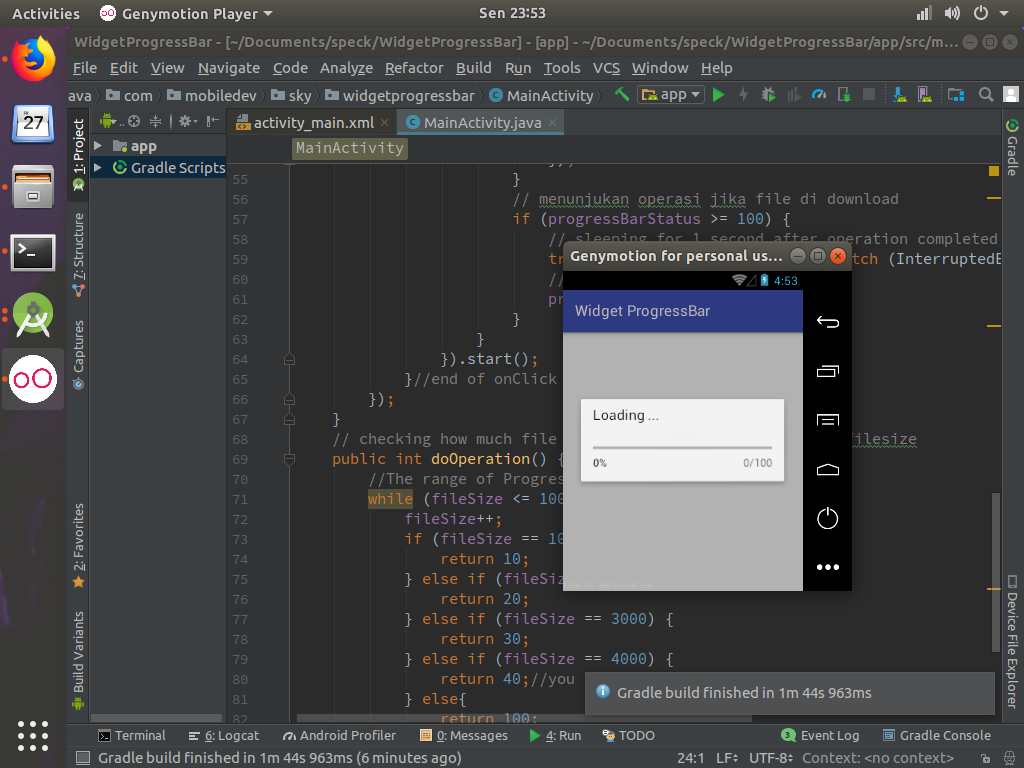 Activities Genymotion Player Sen 23:53
WidgetProgressBar - [~/Documents/speck/WidgetProgressBar] - [app] - ~/Documents/speck/WidgetProgressBar/app/src/m...
File Edit View Navigate Code Analyze Refactor Build Run Tools VCS Window Help
ava com mobiledev sky widgetprogressbar MainActivity app
activity_main.xml MainActivity.java
MainActivity
1: Project
7: Structure
Captures
2: Favorites
Build Variants
app
Gradle Scripts
27
55 }
56 // menunjukan operasi jika file di download
57 if (progressBarStatus >= 100) {
58 // sleeping for 1 second after operation completed
59 tr tch (InterruptedE
60 //
61 pr
62 }
63 }
64 }).start();
65 }//end of onClick
66 });
67 }
68 // checking how much file filesize
69 public int doOperation() {
70 //The range of Progres
71 while (fileSize <= 100
72 fileSize++;
73 if (fileSize == 10
74 return 10;
75 } else if (fileSiz
76 return 20;
77 } else if (fileSize == 3000) {
78 return 30;
79 } else if (fileSize == 4000) {
80 return 40;//you
81 } else{
82 return 100;
Genymotion for personal us...
4:53
Widget ProgressBar
Loading ...
0% 0/100
Gradle
Device File Explorer
Gradle build finished in 1m 44s 963ms
Terminal 6: Logcat Android Profiler 0: Messages 4: Run TODO 3 Event Log Gradle Console
Gradle build finished in 1m 44s 963ms (6 minutes ago) 24:1 LF÷ UTF-8÷ Context: <no context>